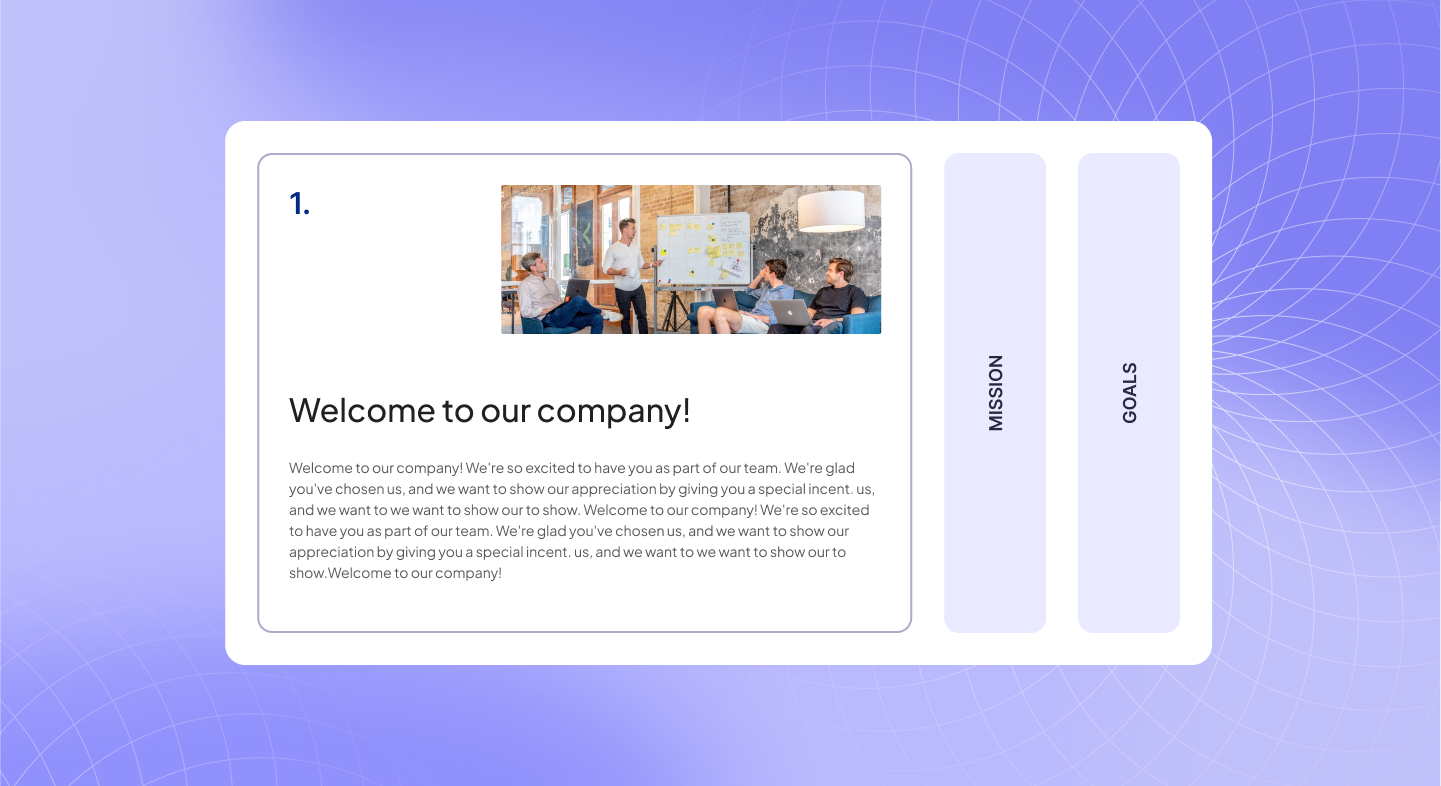 1.
Welcome to our company!
Welcome to our company! We're so excited to have you as part of our team. We're glad
you've chosen us, and we want to show our appreciation by giving you a special incent. us,
and we want to we want to show our to show. Welcome to our company! We're so excited
to have you as part of our team. We're glad you've chosen us, and we want to show our
appreciation by giving you a special incent. us, and we want to we want to show our to
show.Welcome to our company!
MISSION
GOALS